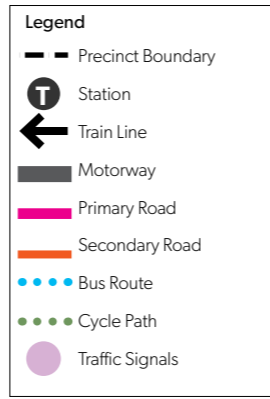 Legend
Precinct Boundary
T Station
Train Line
Motorway
Primary Road
Secondary Road
Bus Route
Cycle Path
Traffic Signals